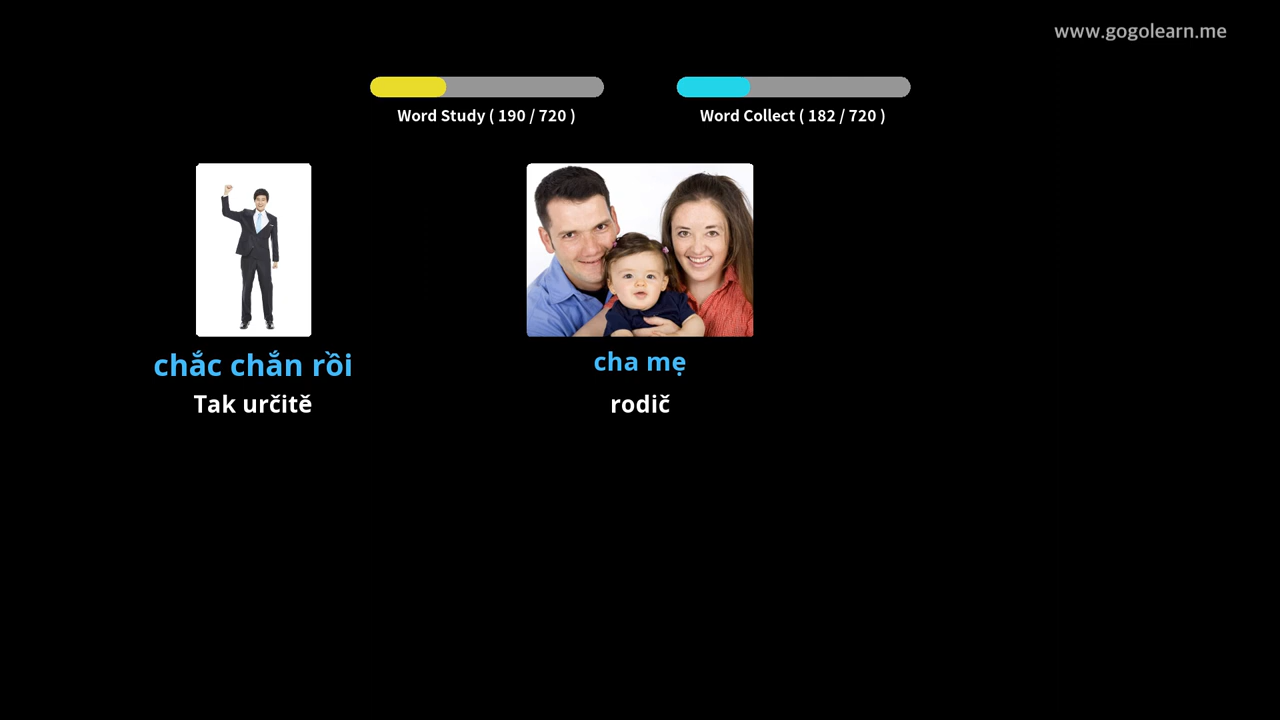 www.gogolearn.me
Word Study ( 190 / 720 )
Word Collect ( 182 / 720 )
chắc chắn rồi
Tak určitě
cha mẹ
rodič